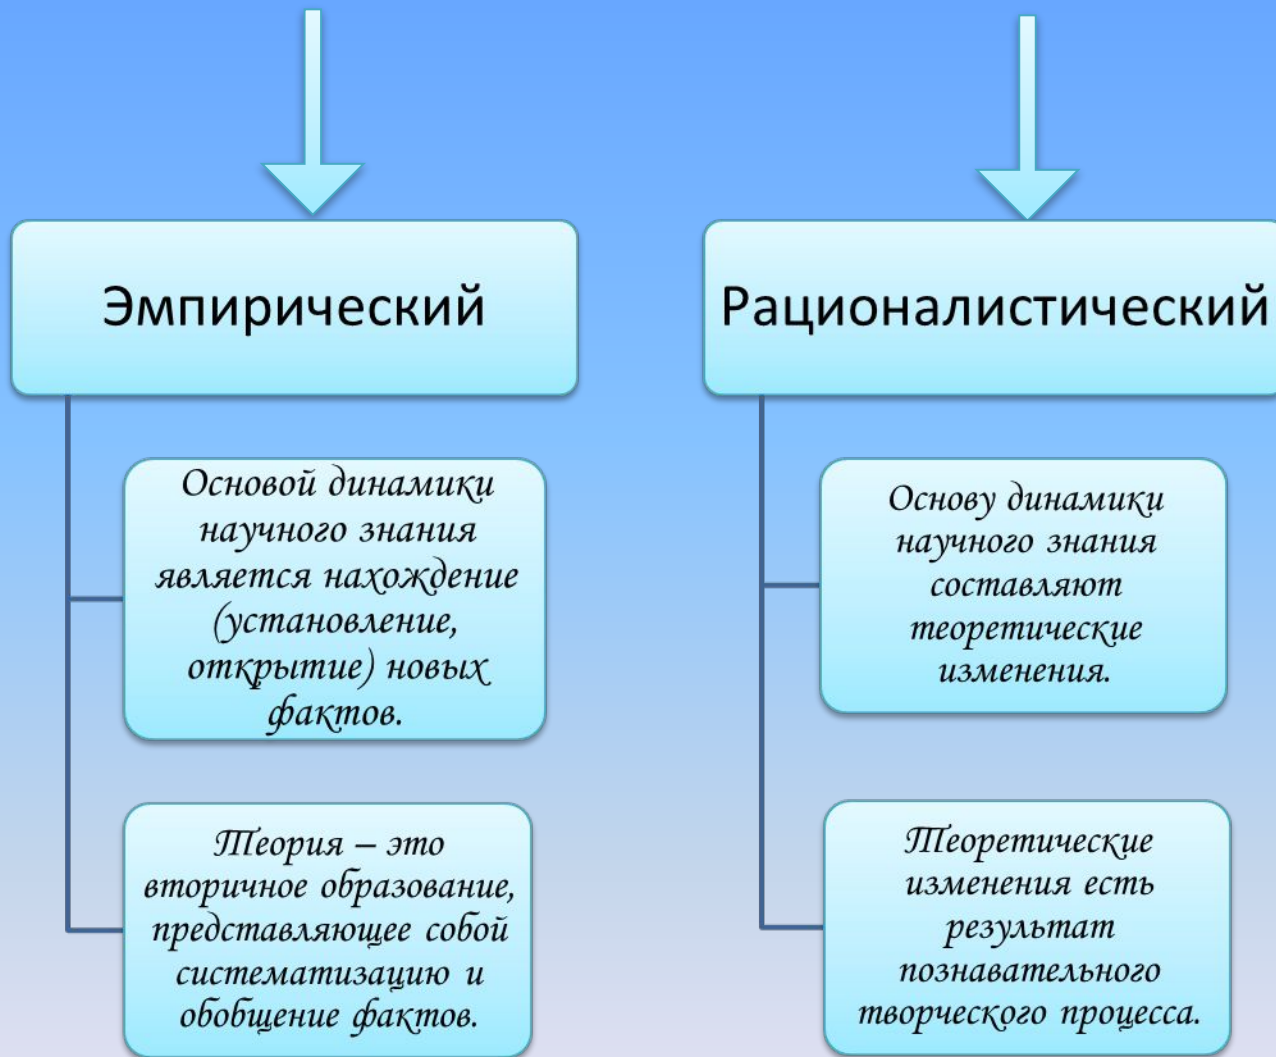 Эмпирический
Основой динамики
научного знания
является нахождение
(установление,
открытие) новых
фактов.
Теория – это
вторичное образование,
представляющее собой
систематизацию и
обобщение фактов.
Рационалистический
Основу динамики
научного знания
составляют
теоретические
изменения.
Теоретические
изменения есть
результат
познавательного
творческого процесса.